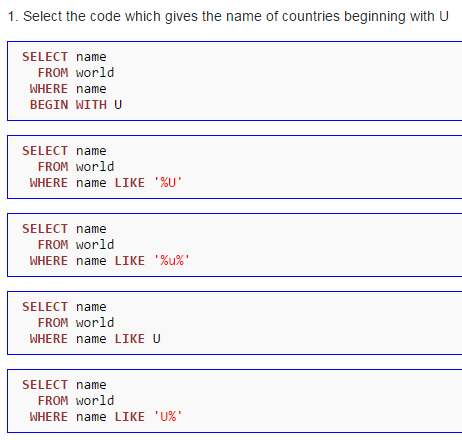 1. Select the code which gives the name of countries beginning with U
SELECT name
FROM world
WHERE name
BEGIN WITH U
SELECT name
FROM world
WHERE name LIKE '%U'
SELECT name
FROM world
WHERE name LIKE '%u%'
SELECT name
FROM world
WHERE name LIKE U
SELECT name
FROM world
WHERE name LIKE 'U%'